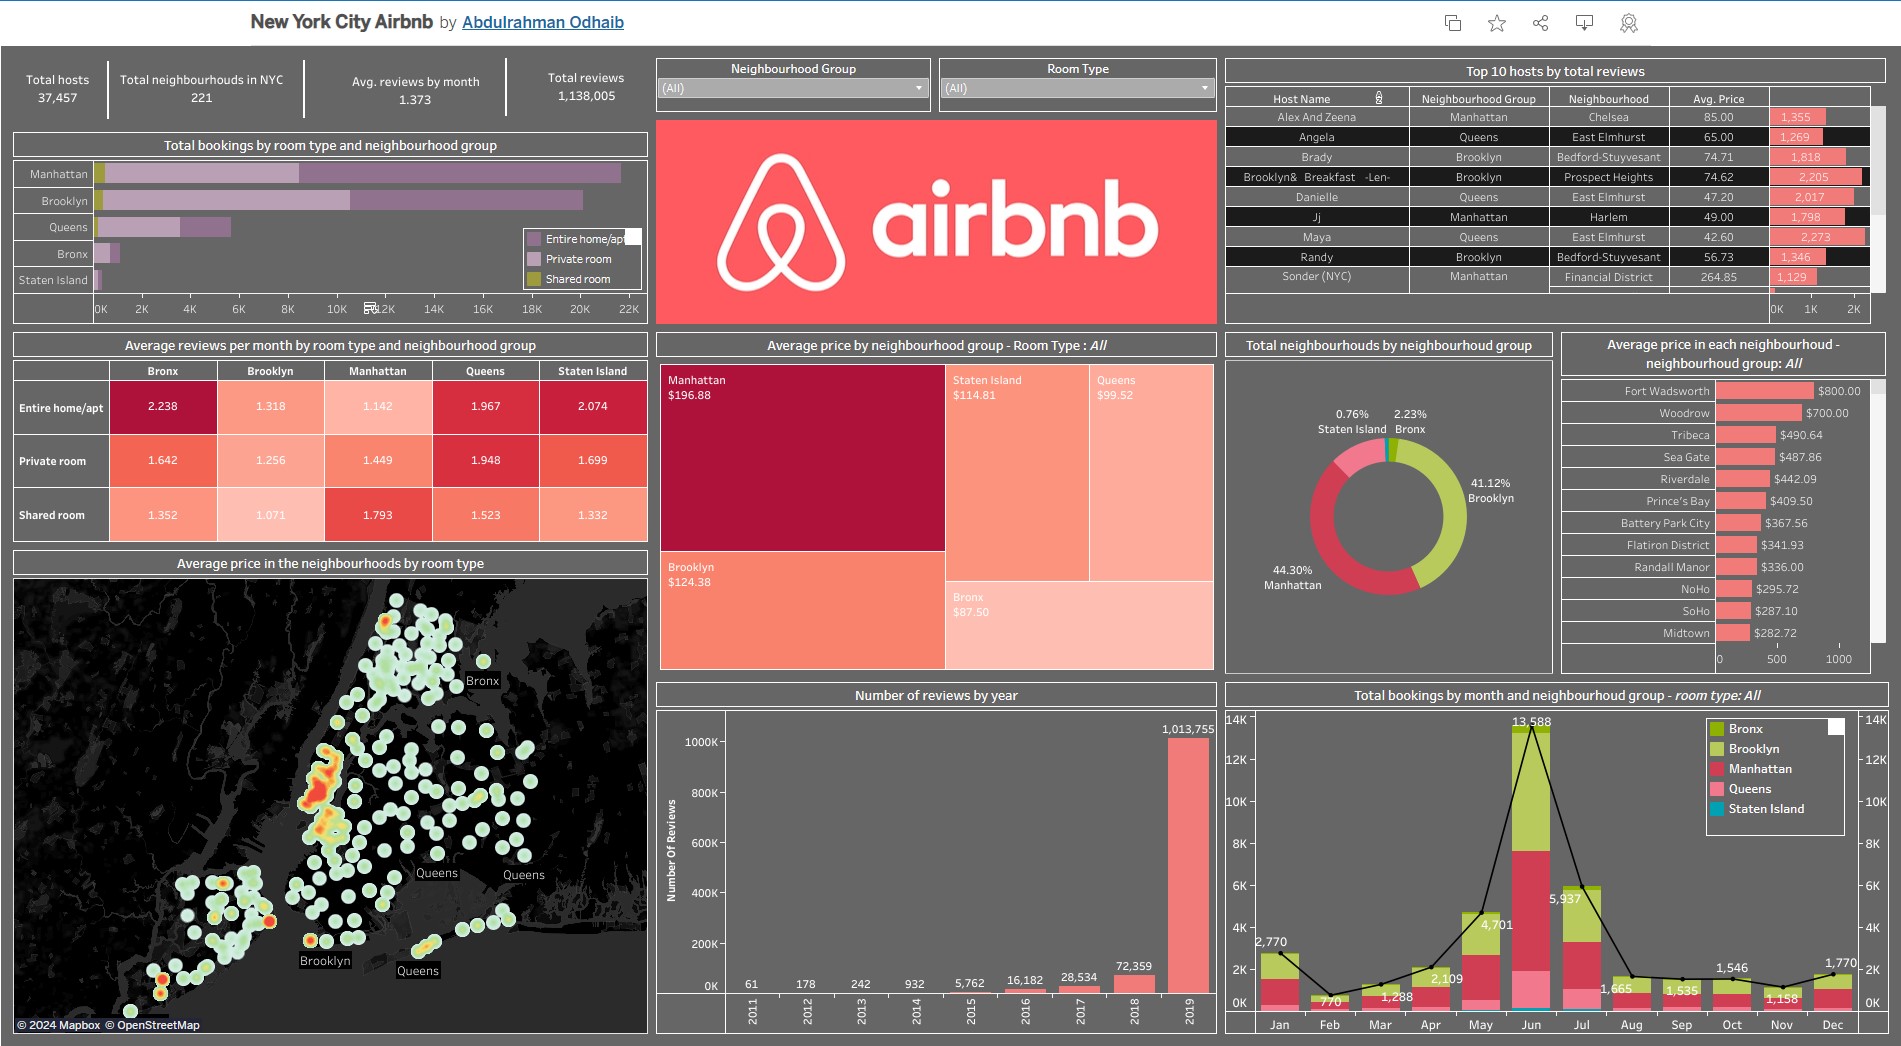 New York City Airbnb by Abdulrahman Odhaib
Total hosts
37,457
Total neighbourhouds in NYC
221
Avg. reviews by month
1.373
Total reviews
1,138,005
Neighbourhood Group
(All)
Room Type
(All)
Total bookings by room type and neighbourhood group
Manhattan
Brooklyn
Queens
Bronx
Staten Island
Entire home/apt
Private room
Shared room
0K 2K 4K 6K 8K 10K 12K 14K 16K 18K 20K 22K
airbnb
Top 10 hosts by total reviews
Host Name Neighbourhood Group Neighbourhood Avg. Price
Alex And Zeena Manhattan Chelsea 85.00 1,355
Angela Queens East Elmhurst 65.00 1,269
Brady Brooklyn Bedford-Stuyvesant 74.71 1,818
Brooklyn& Breakfast -Len- Brooklyn Prospect Heights 74.62 2,205
Danielle Queens East Elmhurst 47.20 2,017
Jj Manhattan Harlem 49.00 1,798
Maya Queens East Elmhurst 42.60 2,273
Randy Brooklyn Bedford-Stuyvesant 56.73 1,346
Sonder (NYC) Manhattan Financial District 264.85 1,129
0K 1K 2K
Average reviews per month by room type and neighbourhood group
Bronx Brooklyn Manhattan Queens Staten Island
Entire home/apt 2.238 1.318 1.142 1.967 2.074
Private room 1.642 1.256 1.449 1.948 1.699
Shared room 1.352 1.071 1.793 1.523 1.332
Average price by neighbourhood group - Room Type : All
Manhattan
$196.88
Staten Island
$114.81
Queens
$99.52
Brooklyn
$124.38
Bronx
$87.50
Total neighbourhouds by neighbourhoud group
0.76%
Staten Island
2.23%
Bronx
41.12%
Brooklyn
44.30%
Manhattan
Average price in each neighbourhoud -
neighbourhoud group: All
Fort Wadsworth $800.00
Woodrow $700.00
Tribeca $490.64
Sea Gate $487.86
Riverdale $442.09
Prince's Bay $409.50
Battery Park City $367.56
Flatiron District $341.93
Randall Manor $336.00
NoHo $295.72
SoHo $287.10
Midtown $282.72
0 500 1000
Average price in the neighbourhoods by room type
Bronx
Queens
Queens
Brooklyn
Queens
© 2024 Mapbox © OpenStreetMap
Number of reviews by year
Number Of Reviews
1000K
800K
600K
400K
200K
0K
61 178 242 932 5,762 16,182 28,534 72,359 1,013,755
2011 2012 2013 2014 2015 2016 2017 2018 2019
Total bookings by month and neighbourhoud group - room type: All
14K
12K
10K
8K
6K
4K
2K
0K
2,770 770 1,288 2,109 4,701 13,588 5,937 1,665 1,535 1,546 1,158 1,770
Bronx
Brooklyn
Manhattan
Queens
Staten Island
14K
12K
10K
8K
6K
4K
2K
0K
Jan Feb Mar Apr May Jun Jul Aug Sep Oct Nov Dec